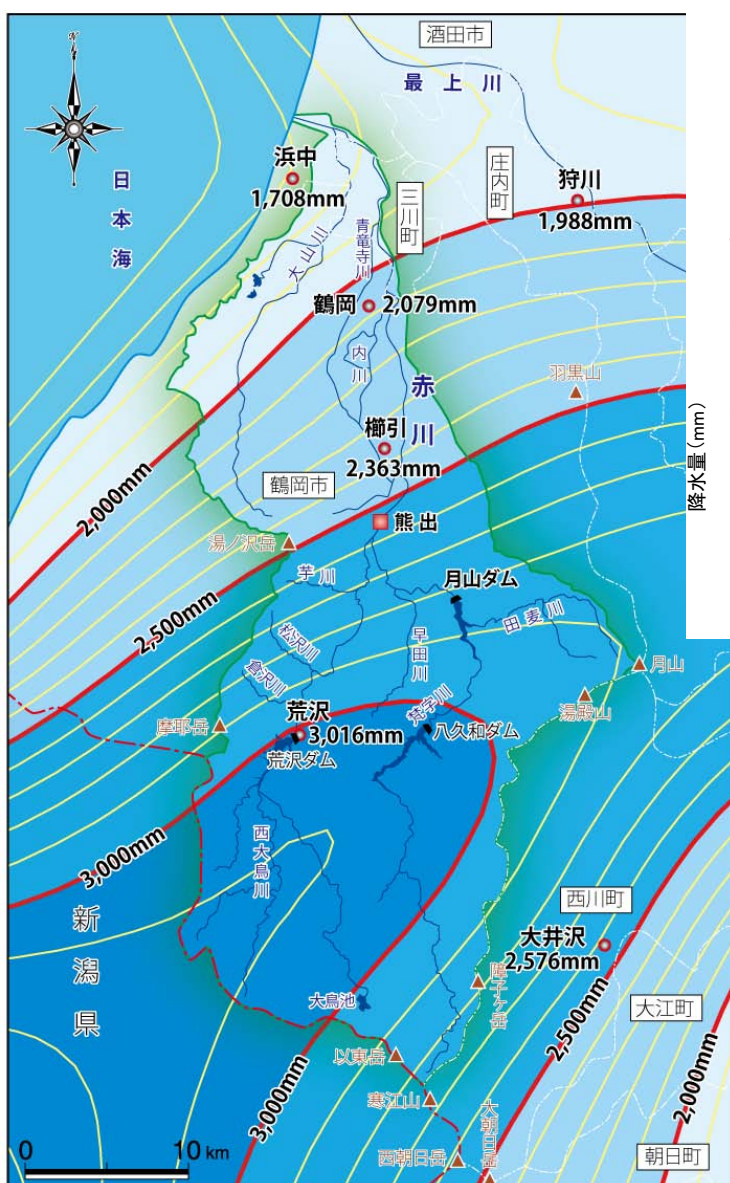 N
酒田市
最上川
日本海
浜中
1,708mm
三川町
庄内町
狩川
1,988mm
大山川
青竜寺川
鶴岡
2,079mm
内川
赤川
羽黒山
櫛引
2,363mm
降水量(mm)
鶴岡市
2,000mm
熊出
湯ノ沢岳
2,500mm
芋川
月山ダム
田麦川
松沢川
早田川
倉沢川
月山
湯殿山
摩耶岳
荒沢
3,016mm
荒沢ダム
梵字川
八久和ダム
西大鳥川
3,000mm
新潟県
西川町
大井沢
2,576mm
障子ヶ岳
大鳥池
2,500mm
大江町
以東岳
3,000mm
寒江山
2,000mm
大朝日岳
西朝日岳
朝日町
0
10 km